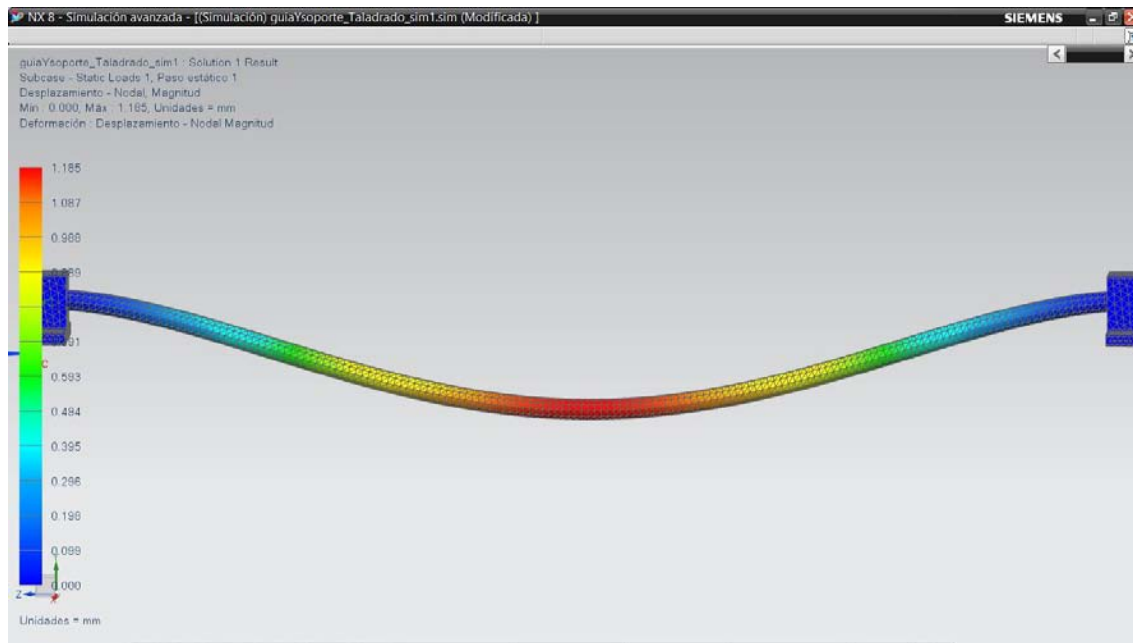 NX 8 - Simulación avanzada - [(Simulación) guiaYsoporte_Taladrado_sim1.sim (Modificada) ]
SIEMENS
guiaYsoporte_Taladrado_sim1 : Solution 1 Result
Subcase - Static Loads 1, Paso estático 1
Desplazamiento - Nodal, Magnitud
Mín : 0.000, Máx : 1.185, Unidades = mm
Deformación : Desplazamiento - Nodal Magnitud
1.185
1.087
0.988
0.593
0.494
0.395
0.296
0.198
0.099
0.000
Z
C
Unidades = mm